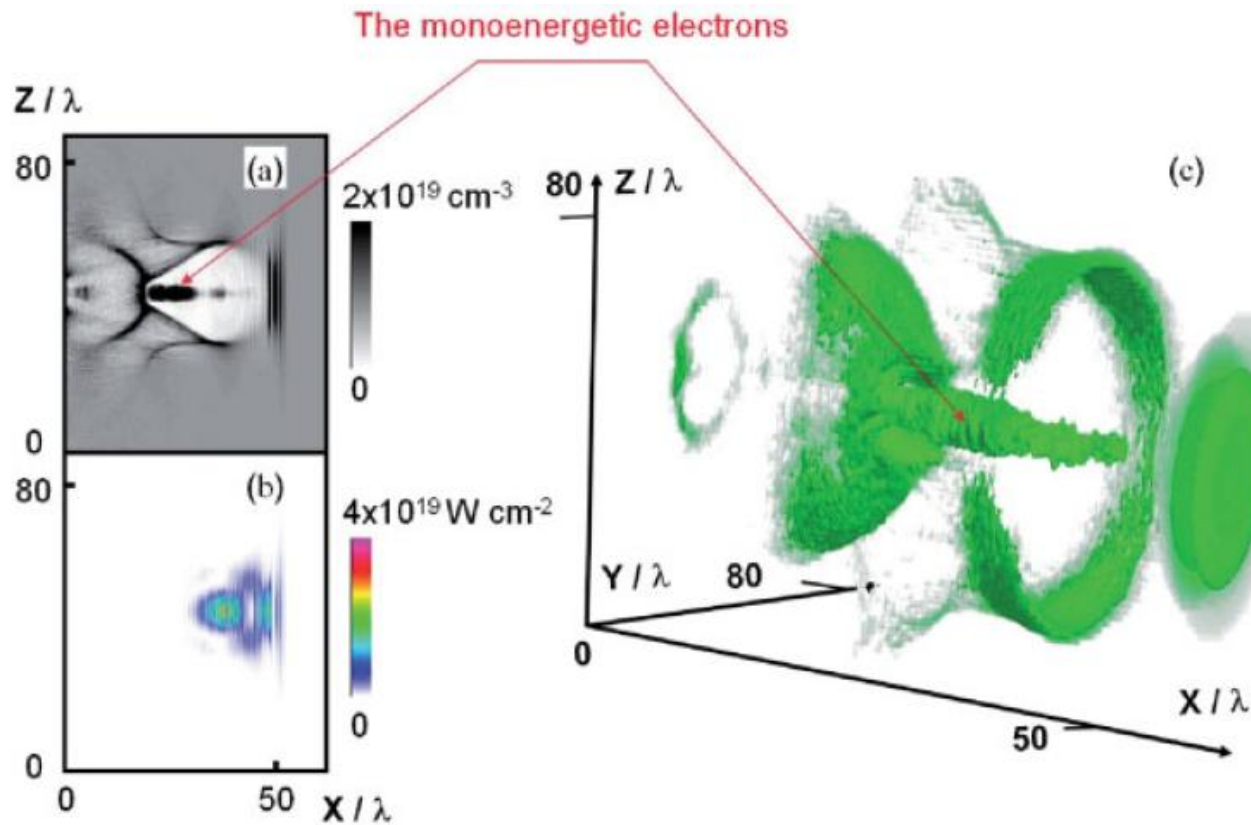 The monoenergetic electrons
Z / λ
80
(a)
2x10¹⁹ cm⁻³
0
0
80
(b)
4x10¹⁹ W cm⁻²
0
0
0
50
X / λ
(c)
80
Z / λ
Y / λ
80
0
50
X / λ